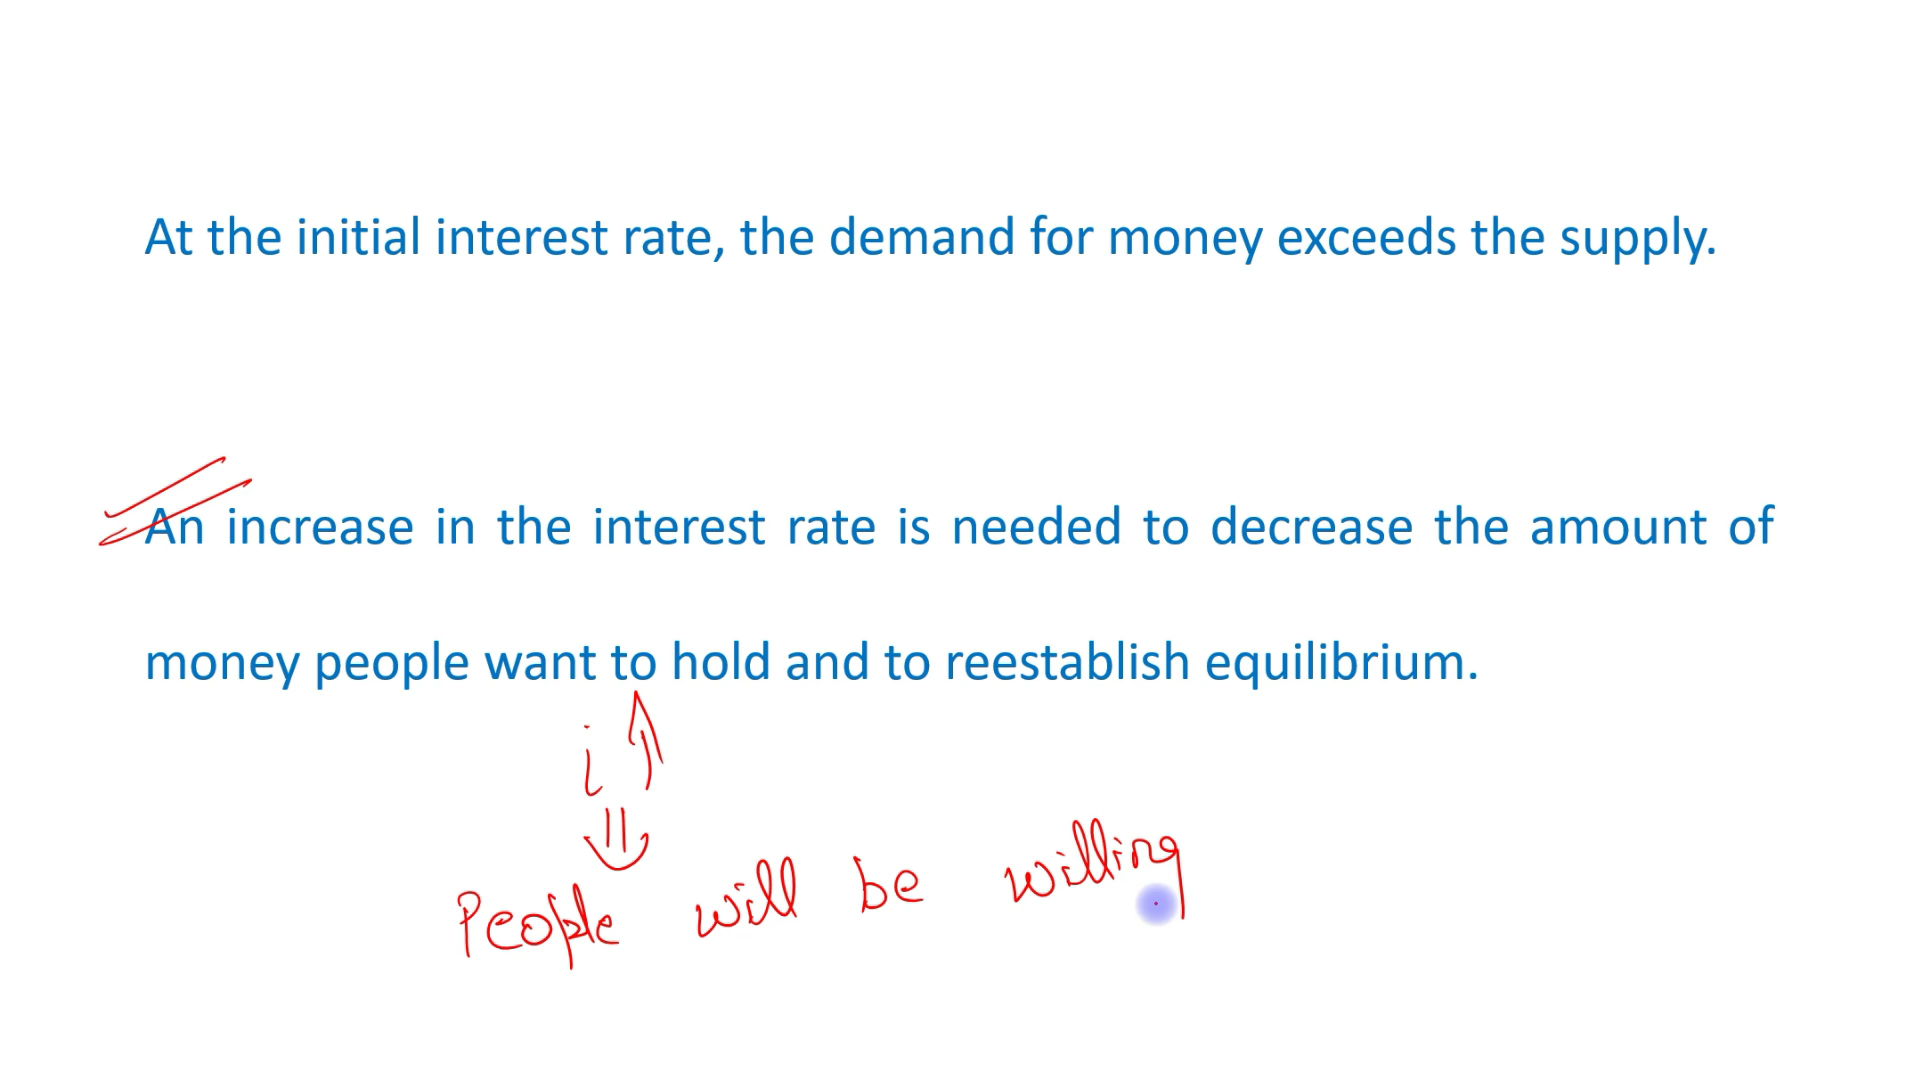 At the initial interest rate, the demand for money exceeds the supply.
An increase in the interest rate is needed to decrease the amount of
money people want to hold and to reestablish equilibrium.
i ↑
⇓
People will be willing